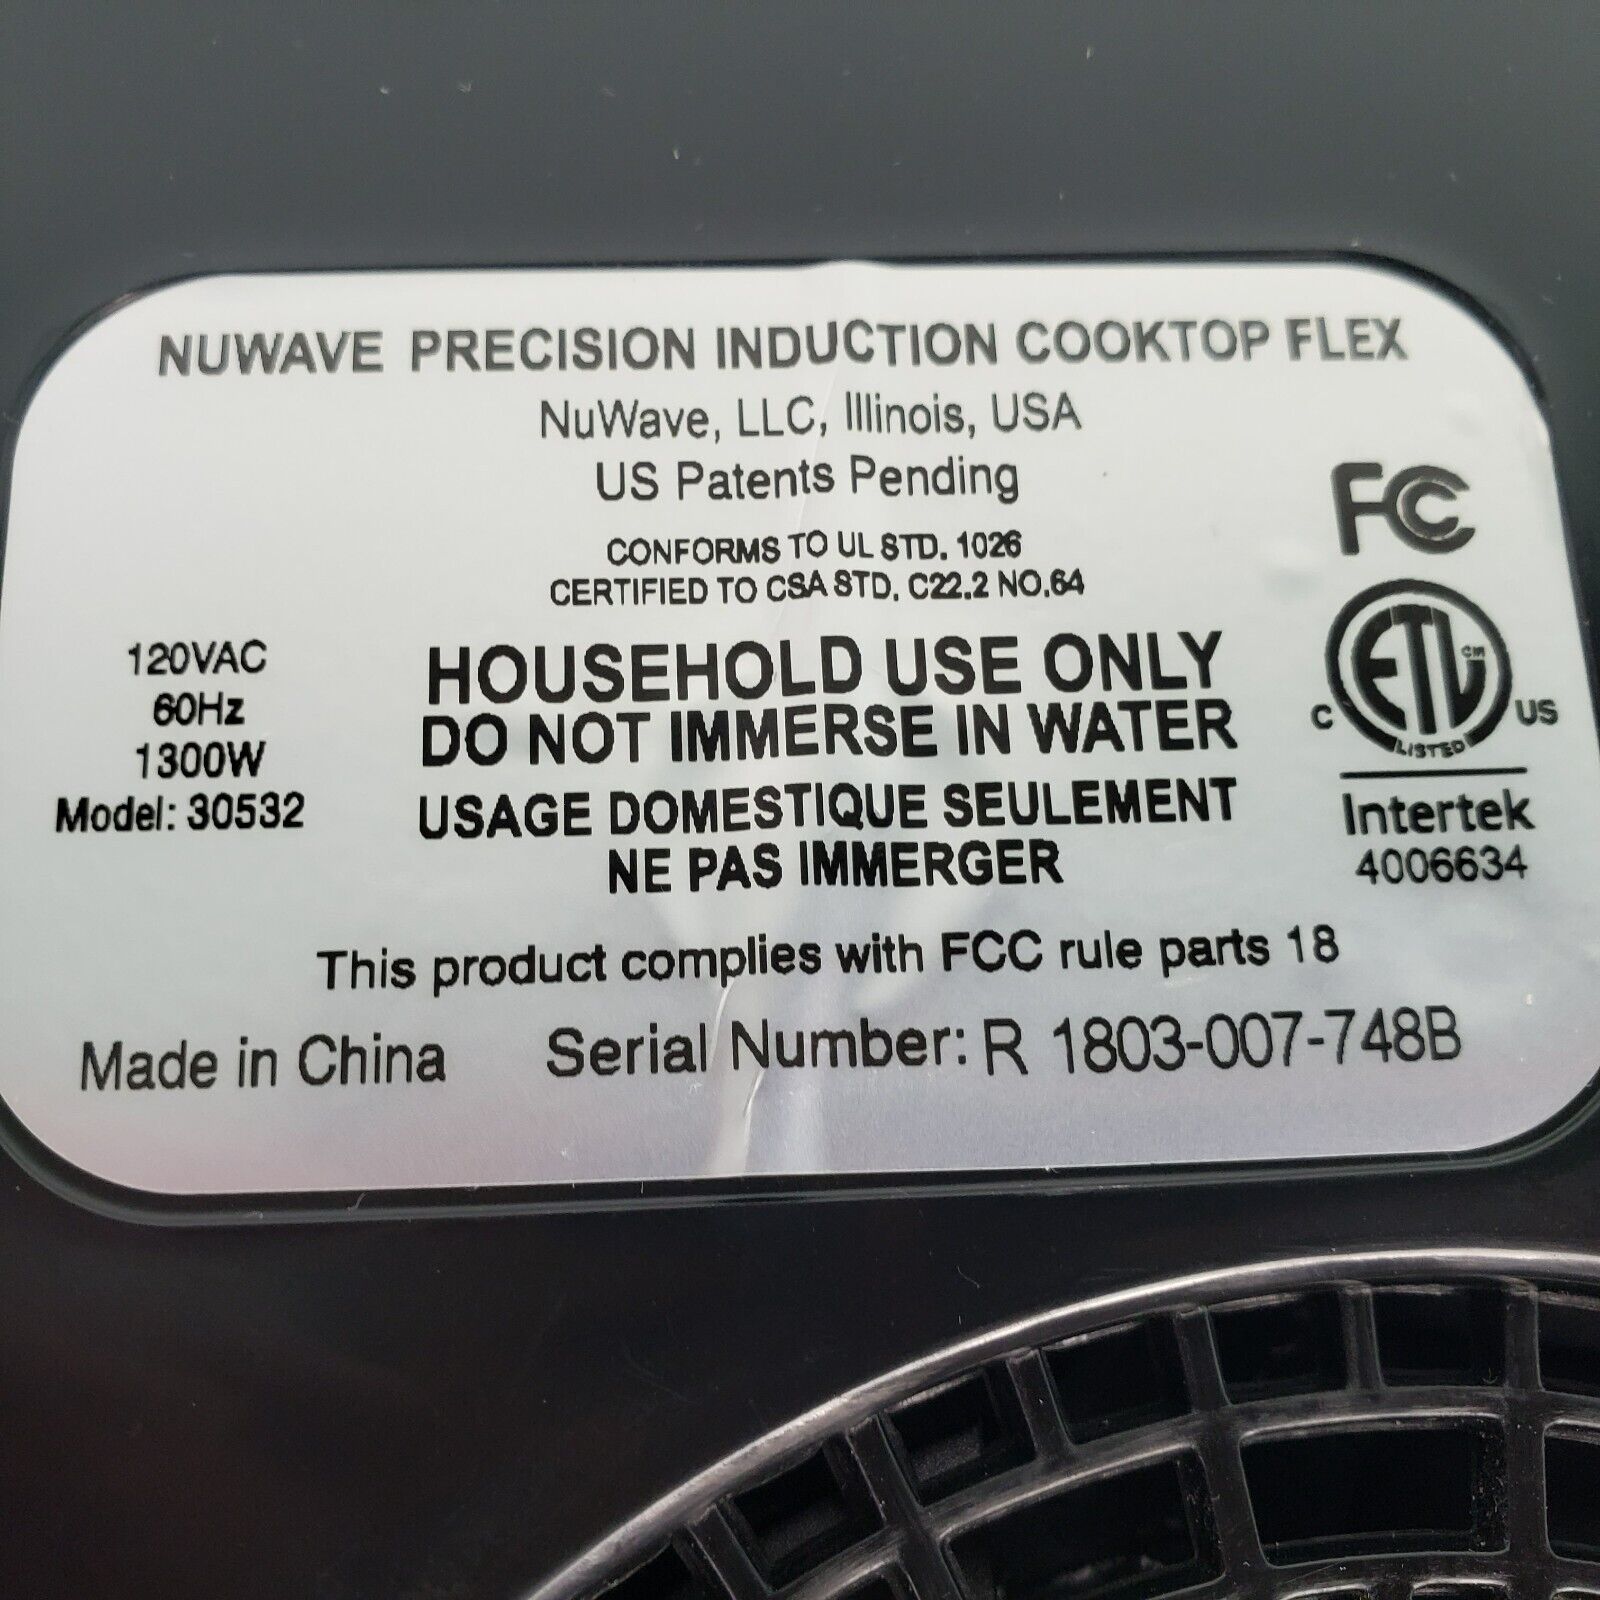 NUWAVE PRECISION INDUCTION COOKTOP FLEX
NuWave, LLC, Illinois, USA
US Patents Pending
CONFORMS TO UL STD. 1026
CERTIFIED TO CSA STD. C22.2 NO.64
120VAC
60Hz
1300W
Model: 30532
HOUSEHOLD USE ONLY
DO NOT IMMERSE IN WATER
USAGE DOMESTIQUE SEULEMENT
NE PAS IMMERGER
FC
C ETL CM US
LISTED
Intertek
4006634
This product complies with FCC rule parts 18
Made in China
Serial Number: R 1803-007-748B